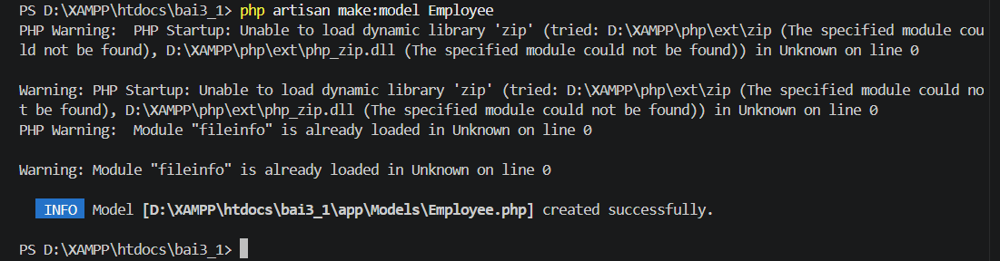 PS D:\XAMPP\htdocs\bai3_1> php artisan make:model Employee
PHP Warning:  PHP Startup: Unable to load dynamic library 'zip' (tried: D:\XAMPP\php\ext\zip (The specified module cou
ld not be found), D:\XAMPP\php\ext\php_zip.dll (The specified module could not be found)) in Unknown on line 0
Warning: PHP Startup: Unable to load dynamic library 'zip' (tried: D:\XAMPP\php\ext\zip (The specified module could no
t be found), D:\XAMPP\php\ext\php_zip.dll (The specified module could not be found)) in Unknown on line 0
PHP Warning:  Module "fileinfo" is already loaded in Unknown on line 0
Warning: Module "fileinfo" is already loaded in Unknown on line 0
INFO Model [D:\XAMPP\htdocs\bai3_1\app\Models\Employee.php] created successfully.
PS D:\XAMPP\htdocs\bai3_1>